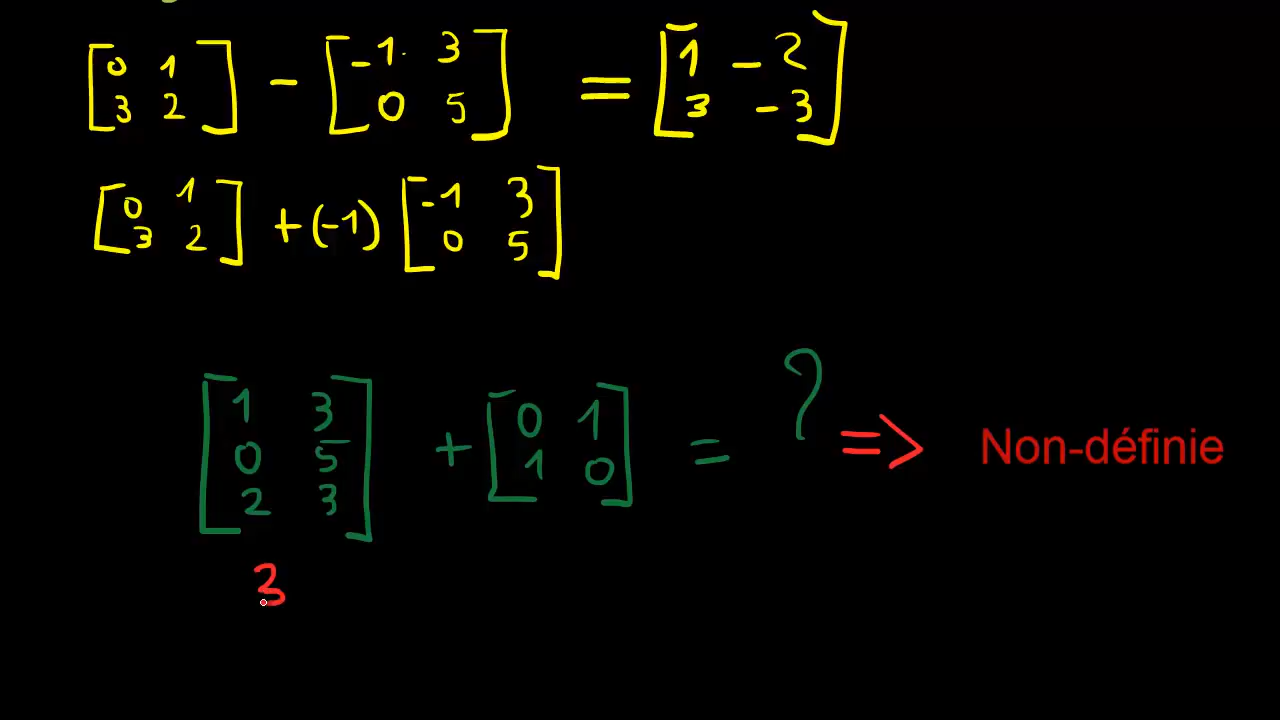 [0 1 - [-1 3 = [1 -2
3 2] 0 5] 3 -3]
[0 1 + (-1) [-1 3
3 2] 0 5]
[1 3
0 5 + [0 1 = ? ⇒ Non-définie
2 3] 1 0]
3